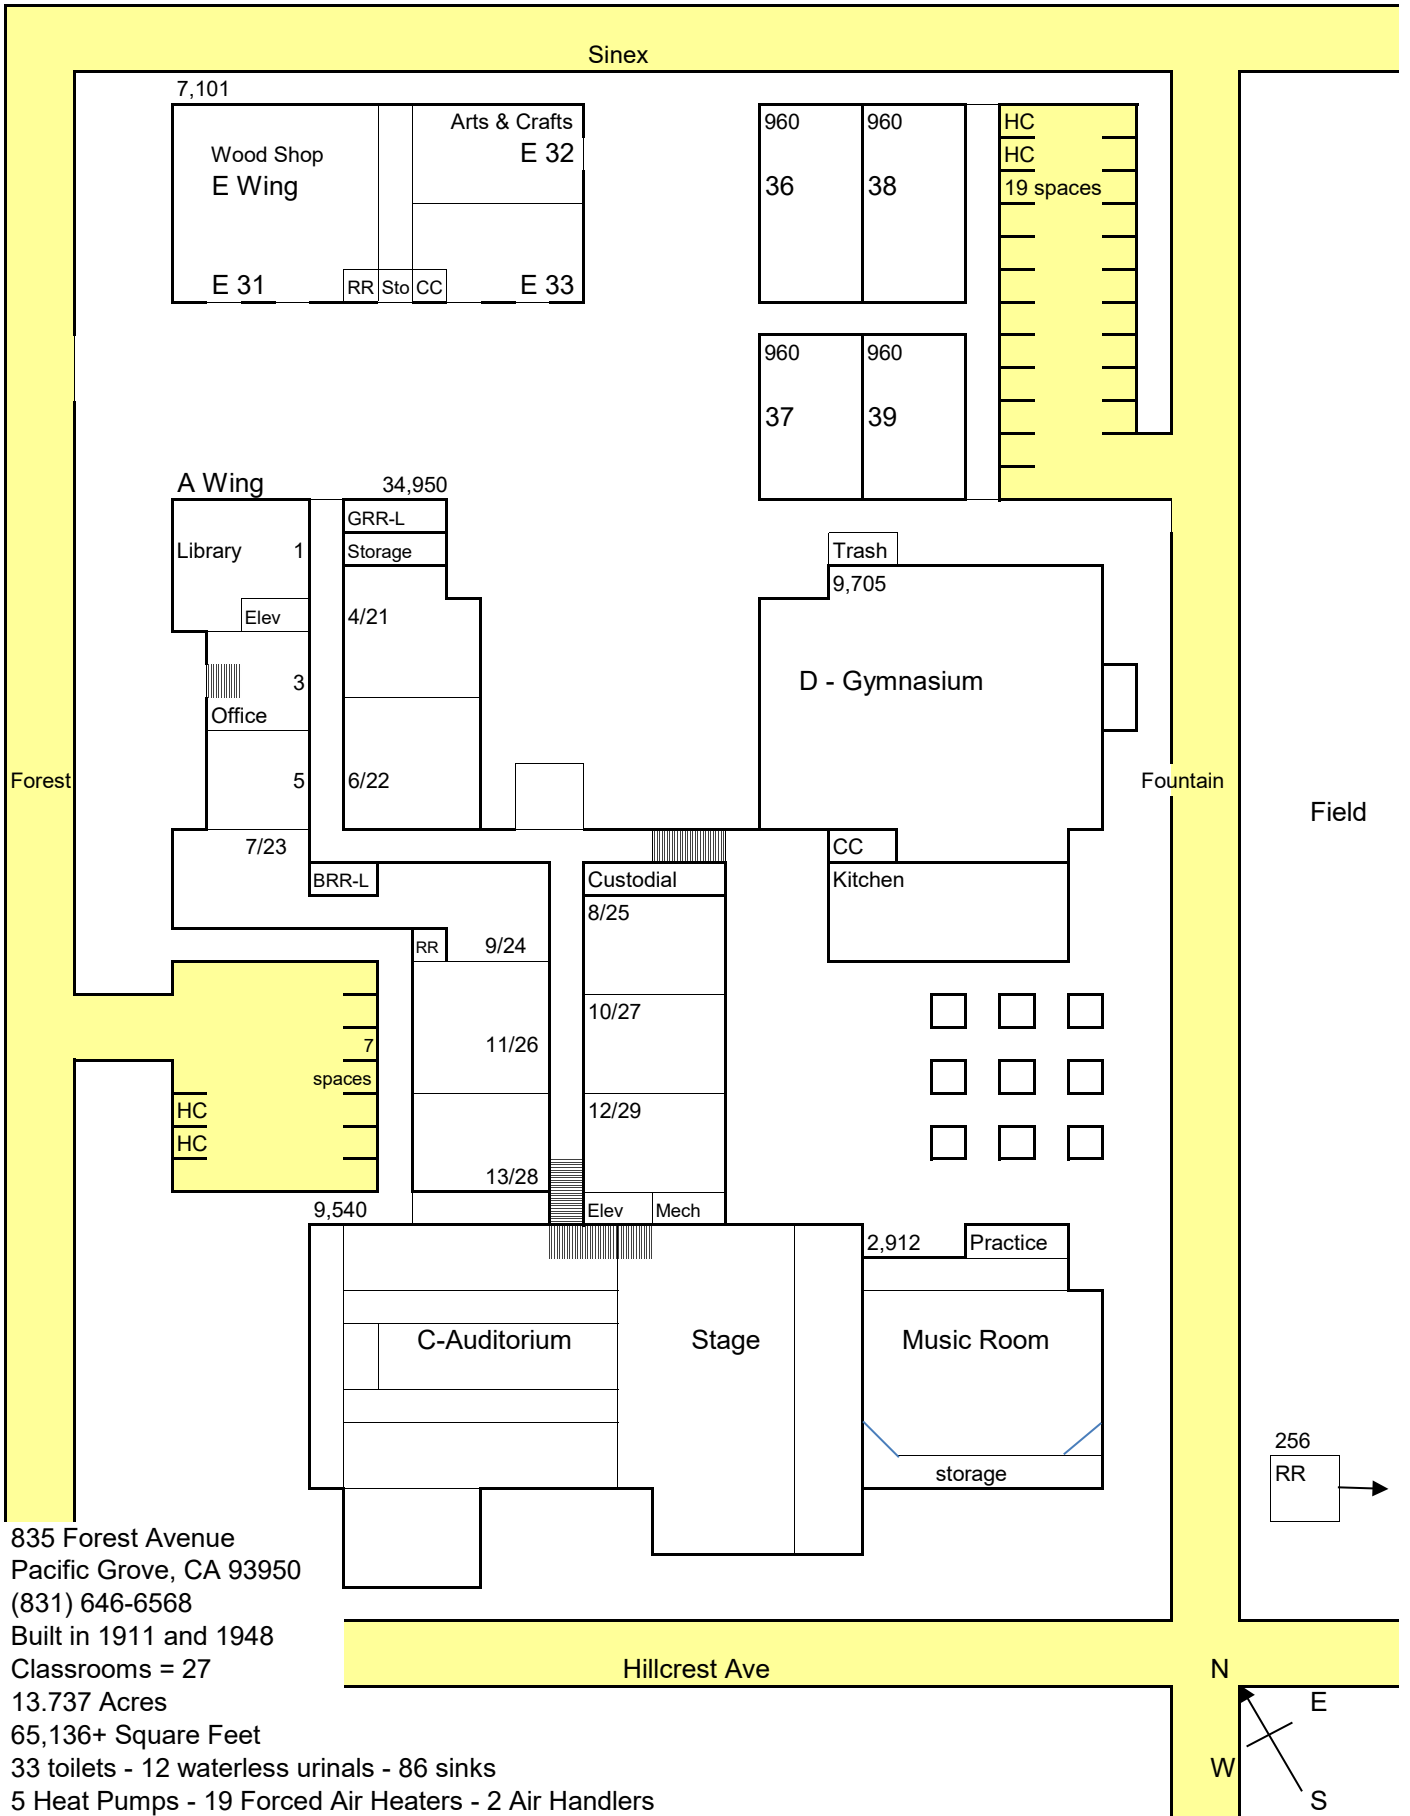 Sinex
7,101
Arts & Crafts
Wood Shop
E 32
E Wing
E 31
RR
Sto
CC
E 33
960
960
36
38
HC
HC
19 spaces
960
960
37
39
A Wing
34,950
GRR-L
Library
1
Storage
Elev
4/21
3
Office
5
6/22
7/23
BRR-L
Trash
9,705
D - Gymnasium
Forest
Fountain
Field
CC
Kitchen
Custodial
8/25
RR
9/24
10/27
11/26
12/29
13/28
7
spaces
HC
HC
Elev
Mech
9,540
C-Auditorium
Stage
2,912
Practice
Music Room
storage
256
RR
835 Forest Avenue
Pacific Grove, CA 93950
(831) 646-6568
Built in 1911 and 1948
Classrooms = 27
13.737 Acres
65,136+ Square Feet
33 toilets - 12 waterless urinals - 86 sinks
5 Heat Pumps - 19 Forced Air Heaters - 2 Air Handlers
Hillcrest Ave
N
E
W
S